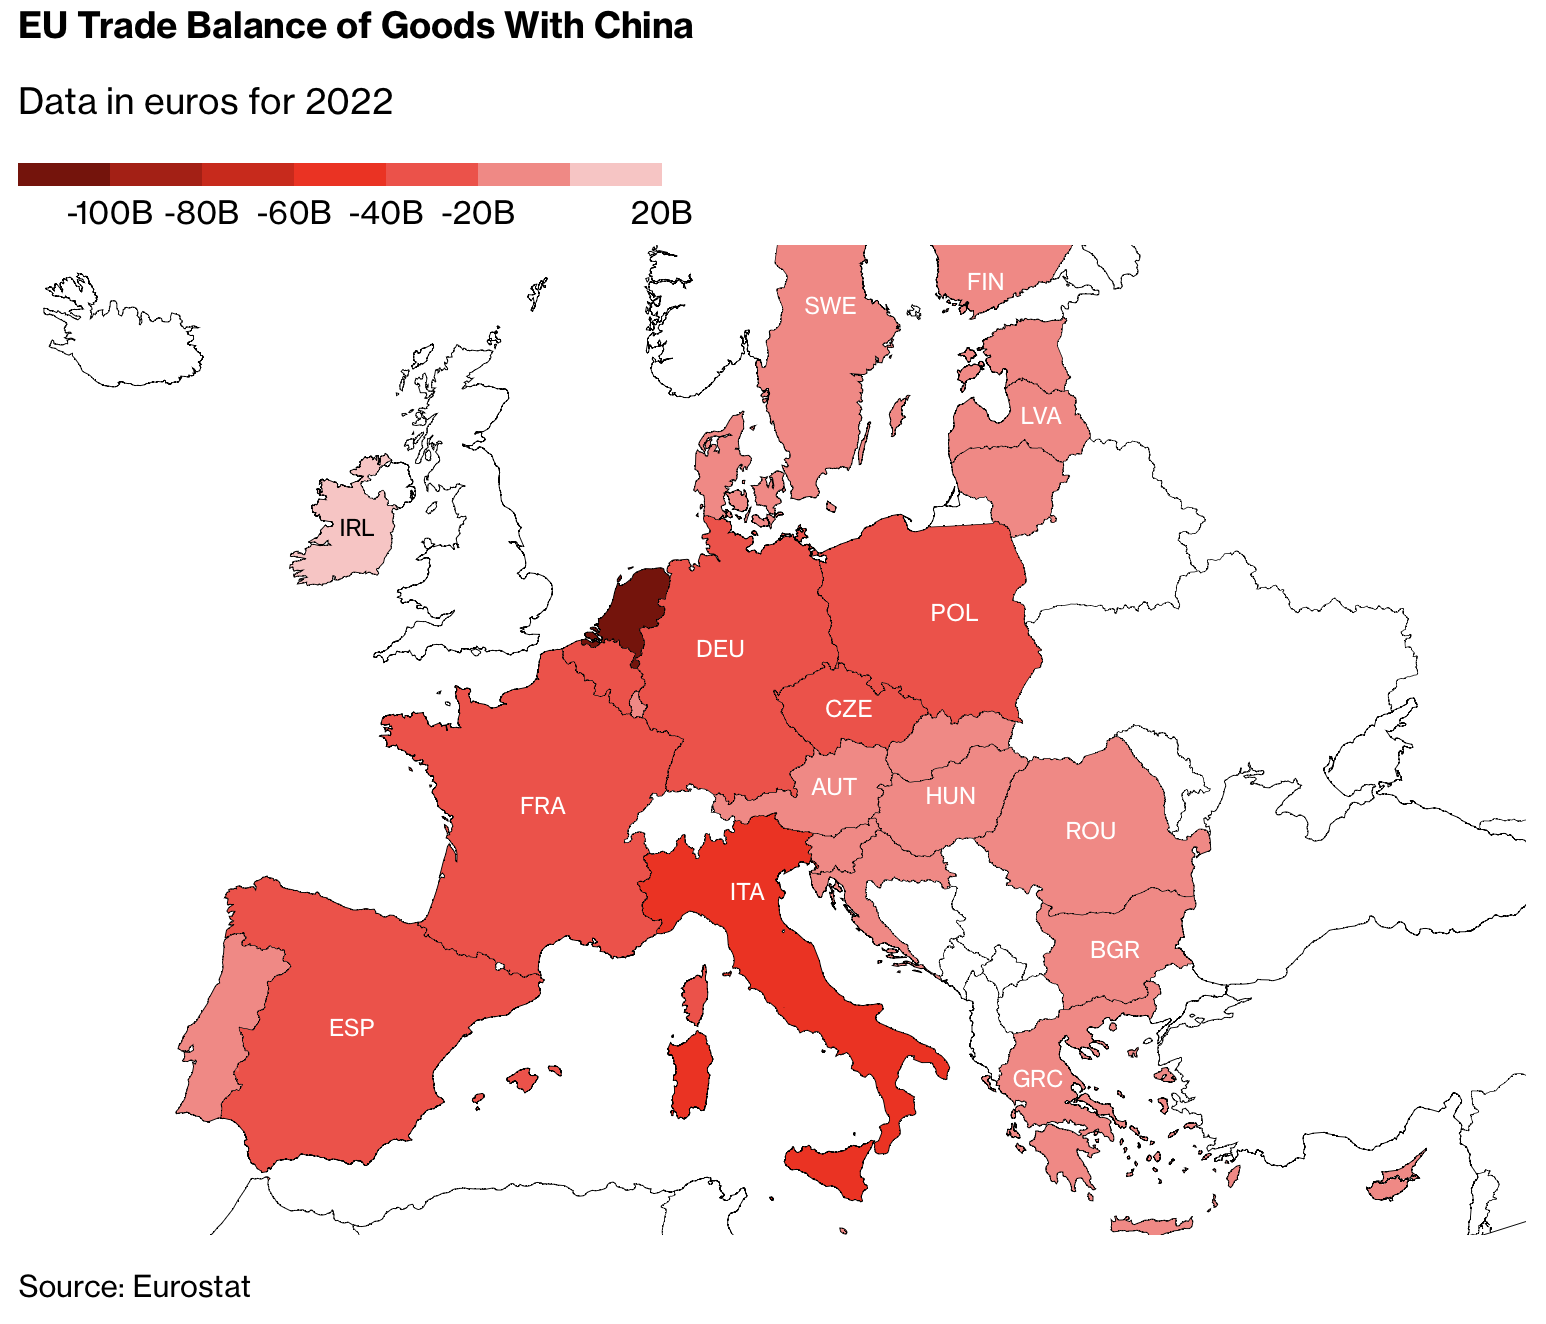 EU Trade Balance of Goods With China
Data in euros for 2022
-100B -80B -60B -40B -20B 20B
FIN
SWE
LVA
IRL
POL
DEU
CZE
AUT
HUN
FRA
ROU
ITA
BGR
ESP
GRC
Source: Eurostat